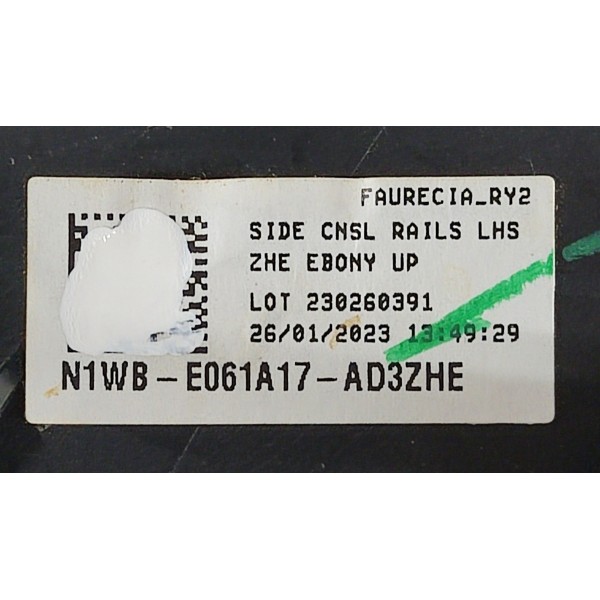 FAURECIA_RY2
SIDE CNSL RAILS LHS
ZHE EBONY UP
LOT 230260391
26/01/2023 13:49:29
N1WB-E061A17-AD3ZHE